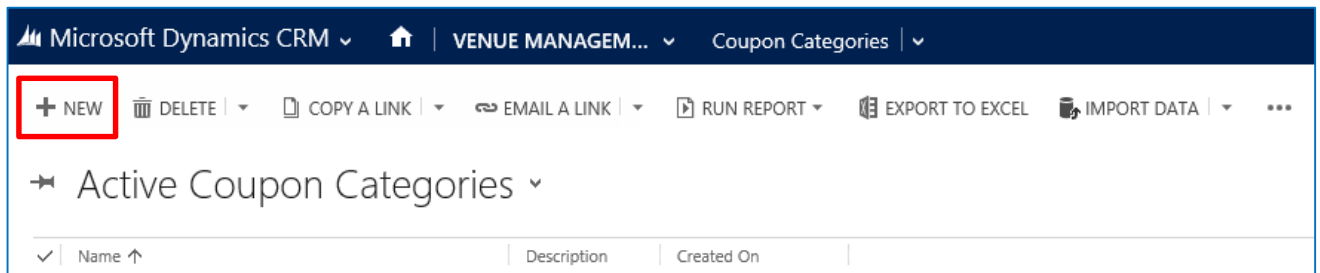 Microsoft Dynamics CRM VENUE MANAGEM... Coupon Categories
NEW DELETE COPY A LINK EMAIL A LINK RUN REPORT EXPORT TO EXCEL IMPORT DATA ...
Active Coupon Categories
Name Description Created On